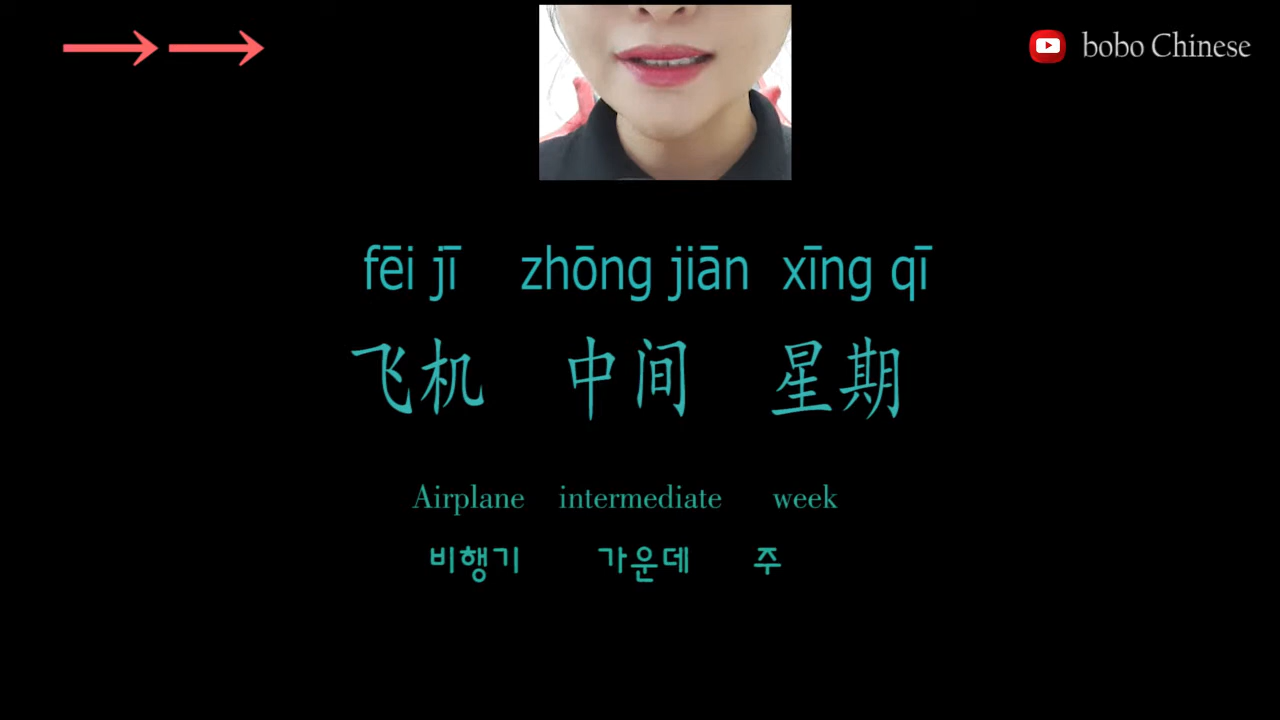 bobo Chinese
fēi jī zhōng jiān xīng qī
飞机 中间 星期
Airplane intermediate week
비행기 가운데 주